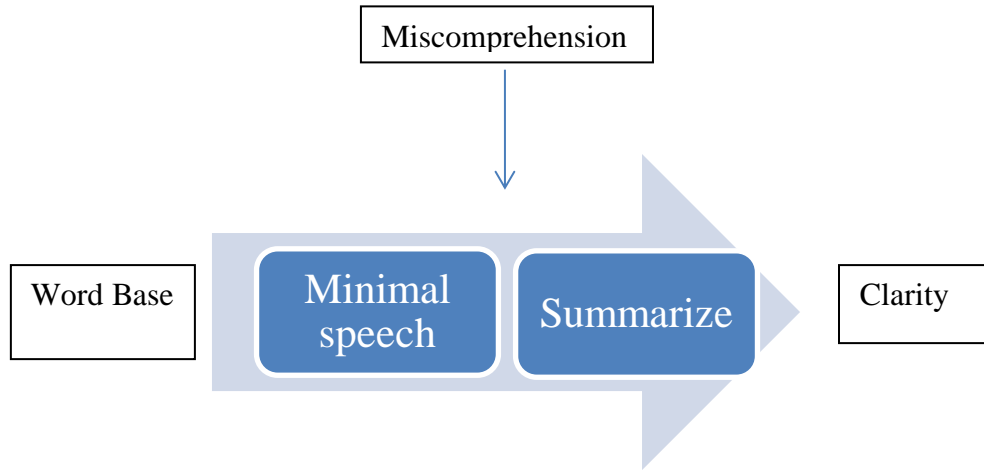 Miscomprehension
Word Base
Minimal
speech
Summarize
Clarity